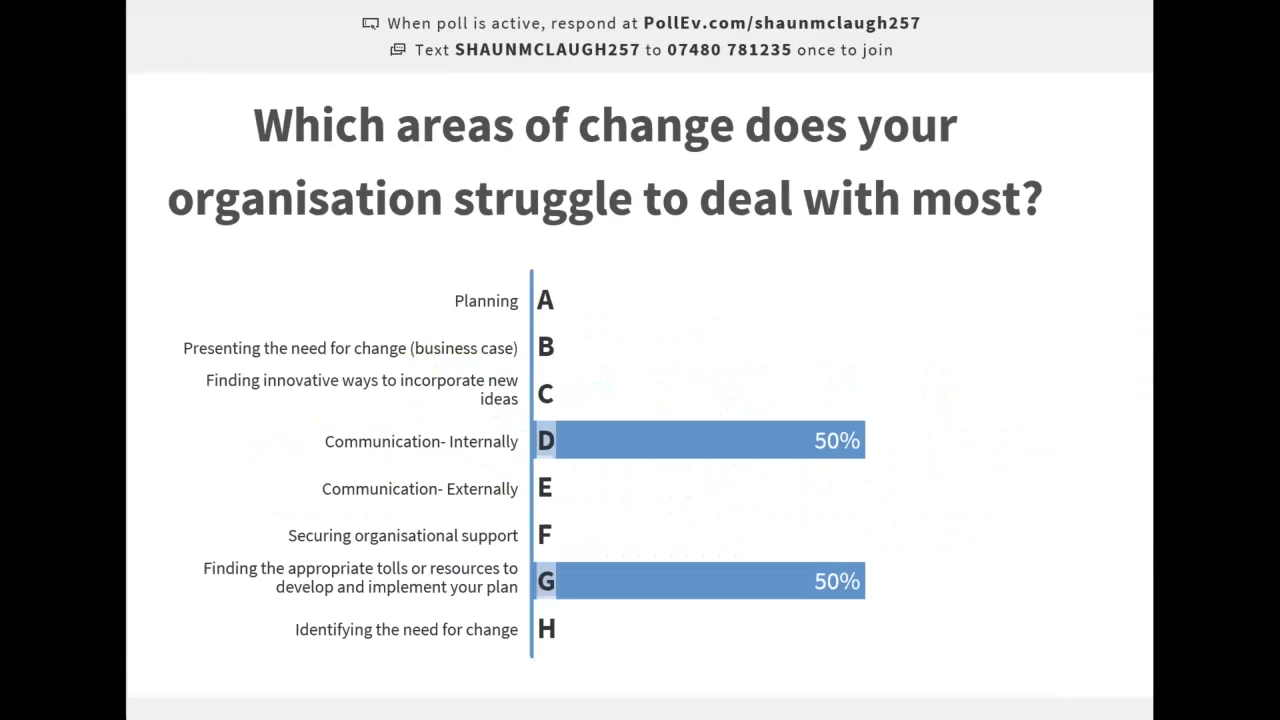 When poll is active, respond at PollEv.com/shaunmclaugh257
Text SHAUNMCLAUGH257 to 07480 781235 once to join
Which areas of change does your
organisation struggle to deal with most?
Planning A
Presenting the need for change (business case) B
Finding innovative ways to incorporate new
ideas C
Communication- Internally D 50%
Communication- Externally E
Securing organisational support F
Finding the appropriate tolls or resources to
develop and implement your plan G 50%
Identifying the need for change H